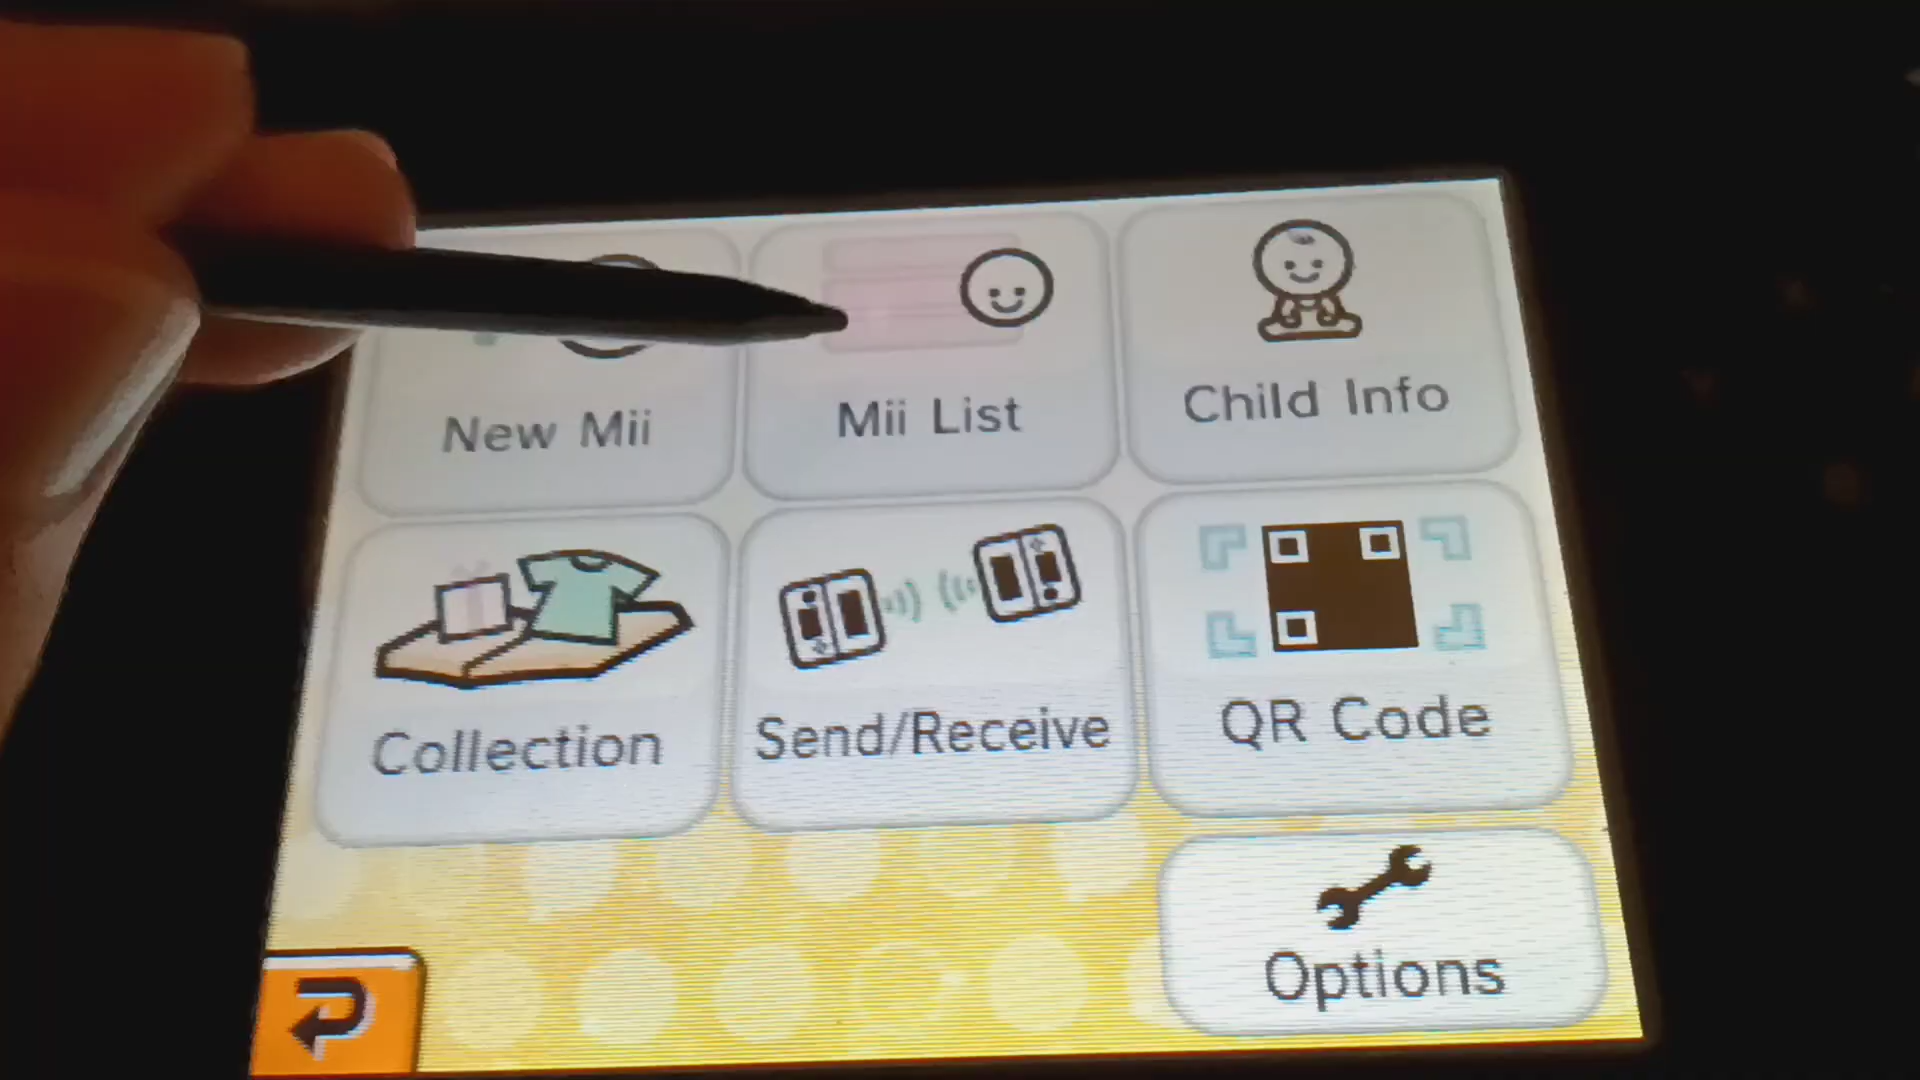 New Mii
Mii List
Child Info
Collection
Send/Receive
QR Code
Options